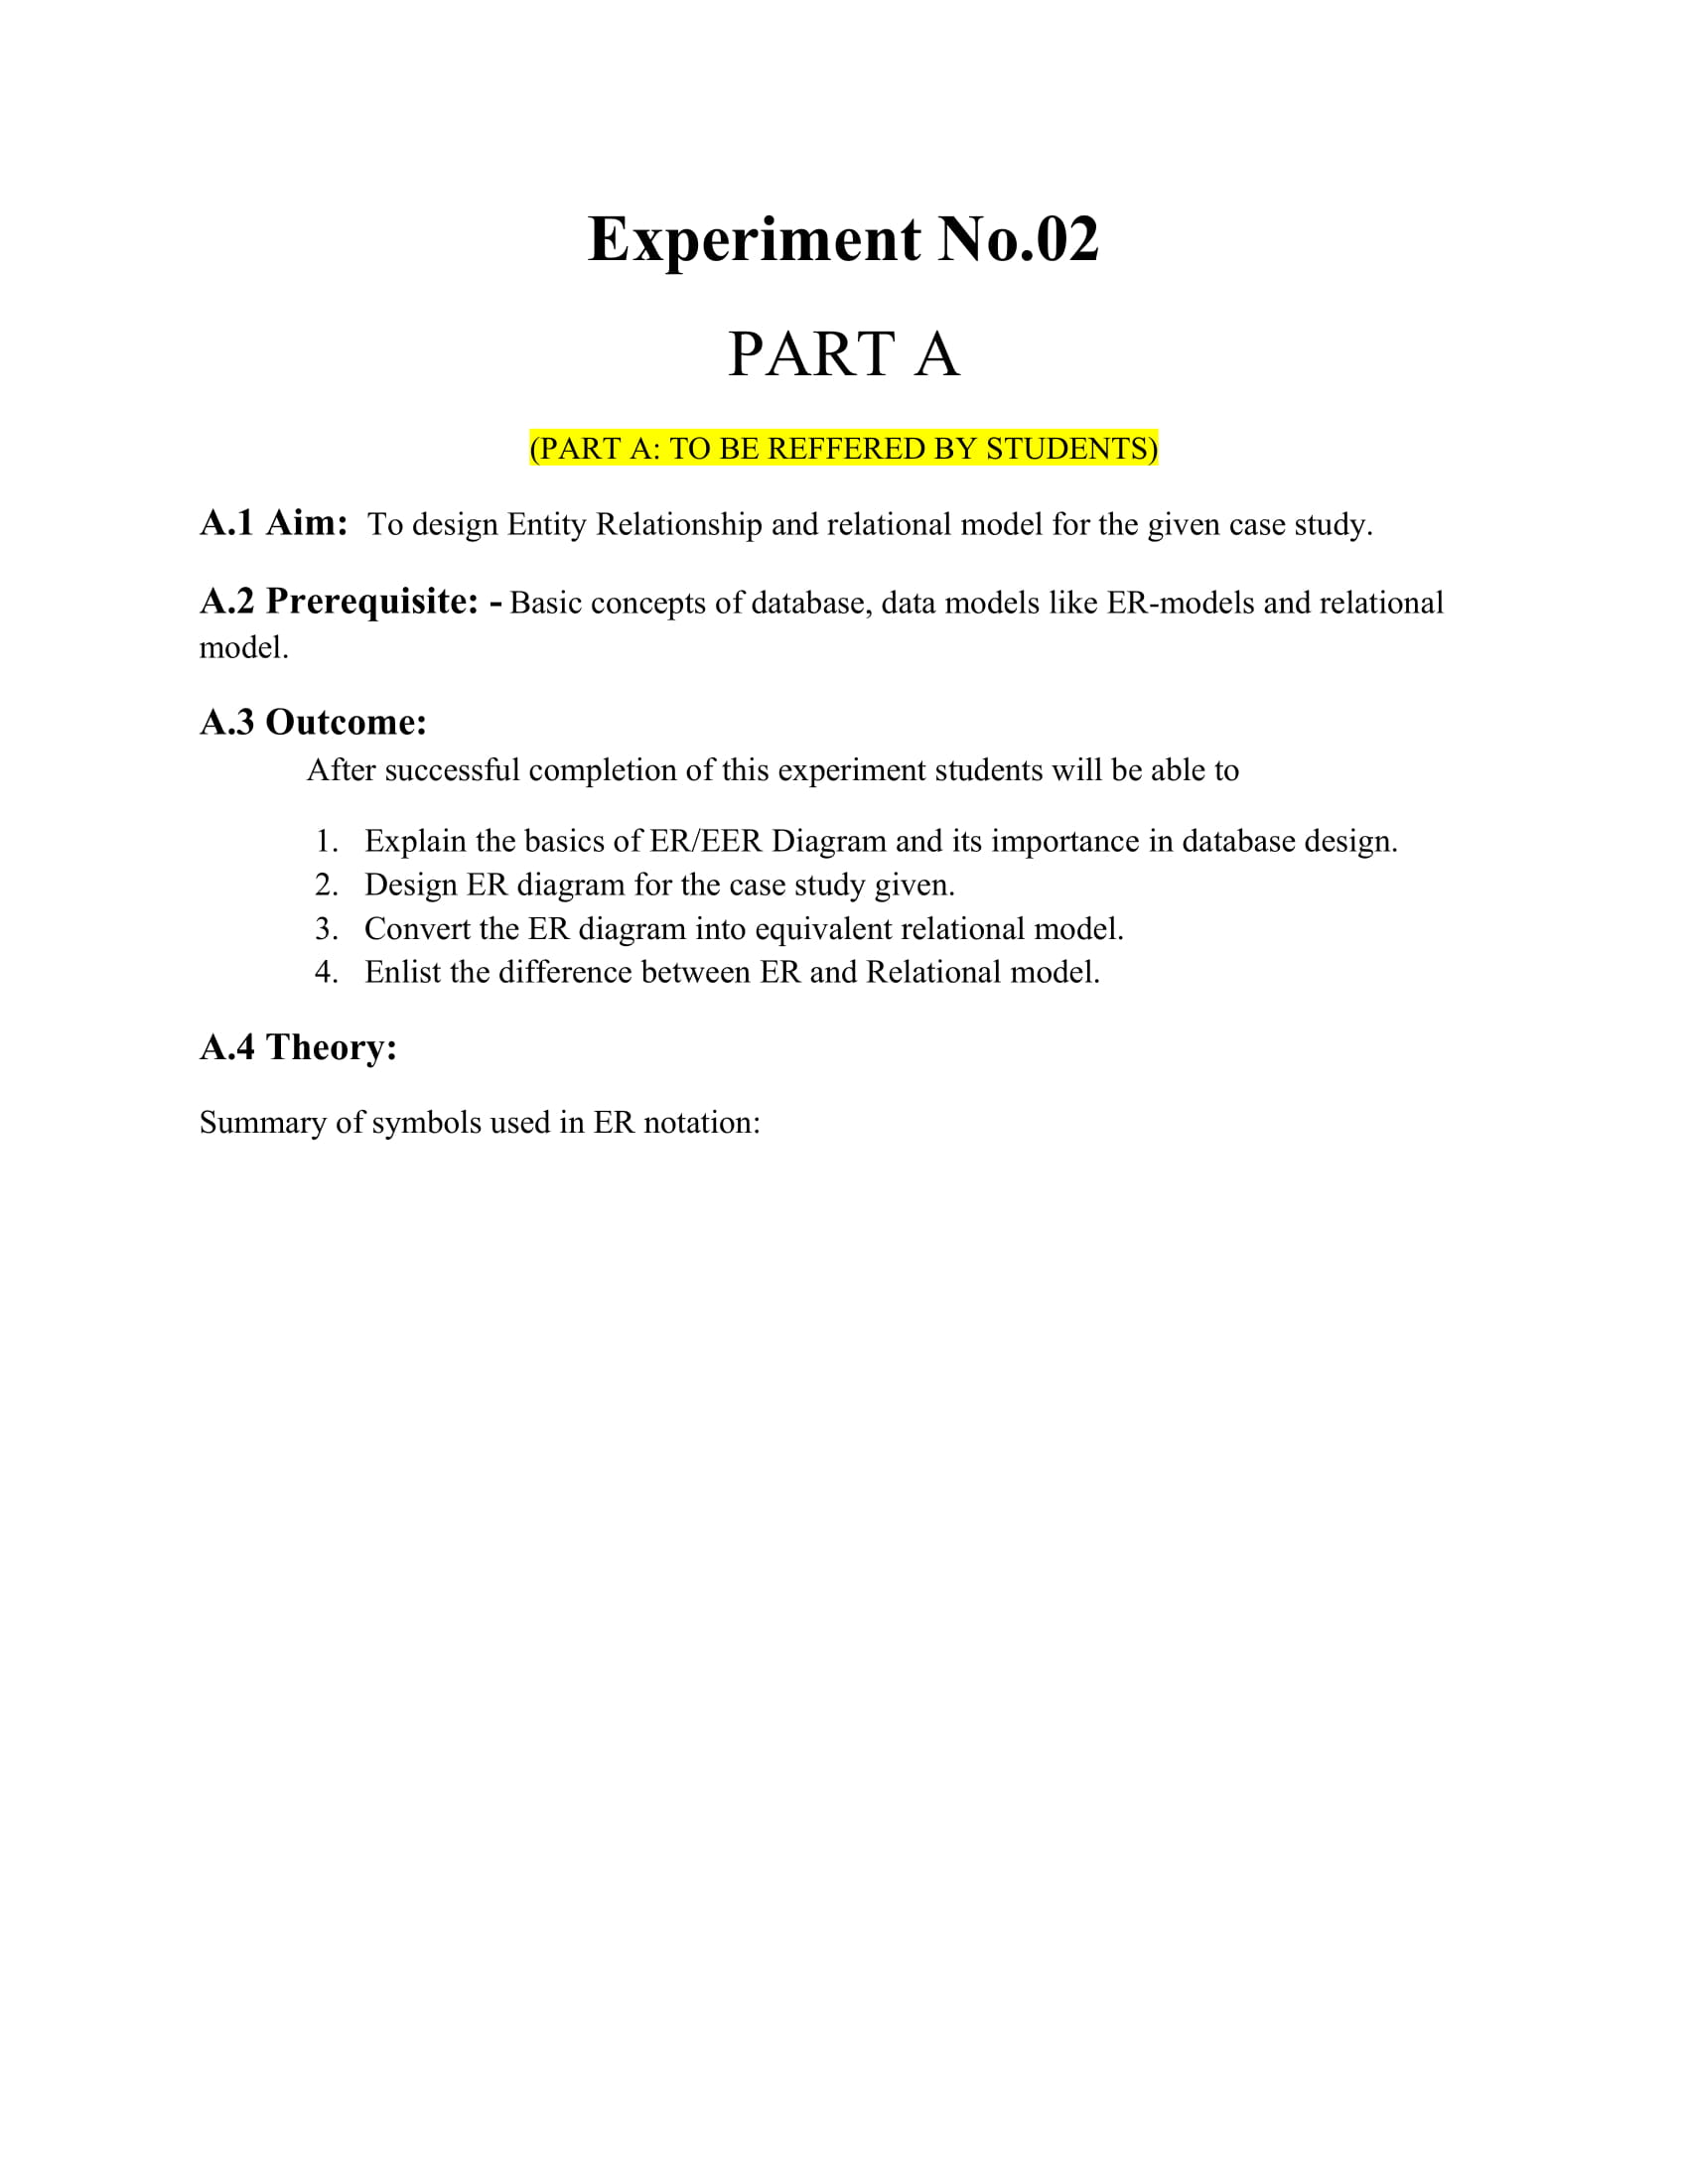 Experiment No.02
PART A
(PART A: TO BE REFFERED BY STUDENTS)
A.1 Aim: To design Entity Relationship and relational model for the given case study.
A.2 Prerequisite: - Basic concepts of database, data models like ER-models and relational
model.
A.3 Outcome:
After successful completion of this experiment students will be able to
1. Explain the basics of ER/EER Diagram and its importance in database design.
2. Design ER diagram for the case study given.
3. Convert the ER diagram into equivalent relational model.
4. Enlist the difference between ER and Relational model.
A.4 Theory:
Summary of symbols used in ER notation: